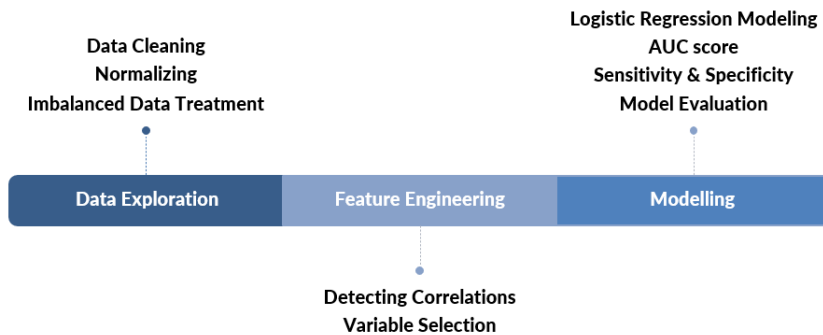 Data Cleaning
Normalizing
Imbalanced Data Treatment
Logistic Regression Modeling
AUC score
Sensitivity & Specificity
Model Evaluation
Data Exploration
Feature Engineering
Modelling
Detecting Correlations
Variable Selection